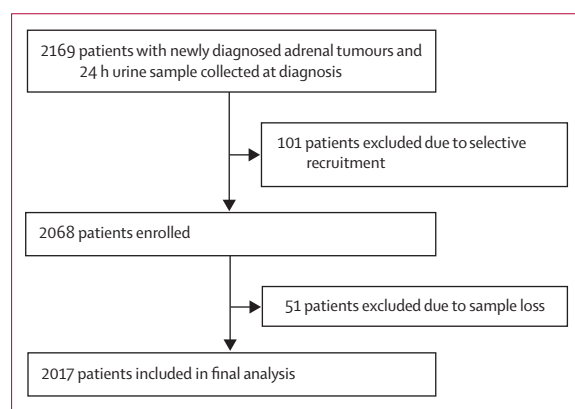 2169 patients with newly diagnosed adrenal tumours and
24 h urine sample collected at diagnosis
101 patients excluded due to selective
recruitment
2068 patients enrolled
51 patients excluded due to sample loss
2017 patients included in final analysis